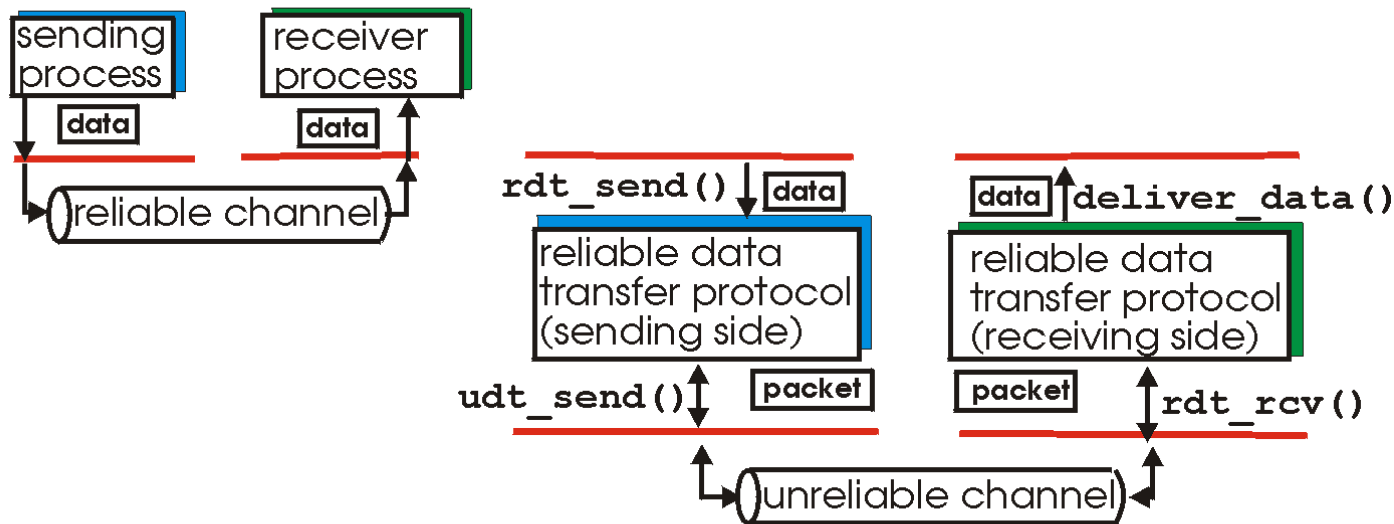 sending
process
data
receiver
process
data
reliable channel
rdt_send()
data
reliable data
transfer protocol
(sending side)
udt_send()
packet
data
deliver_data()
reliable data
transfer protocol
(receiving side)
packet
rdt_rcv()
unreliable channel